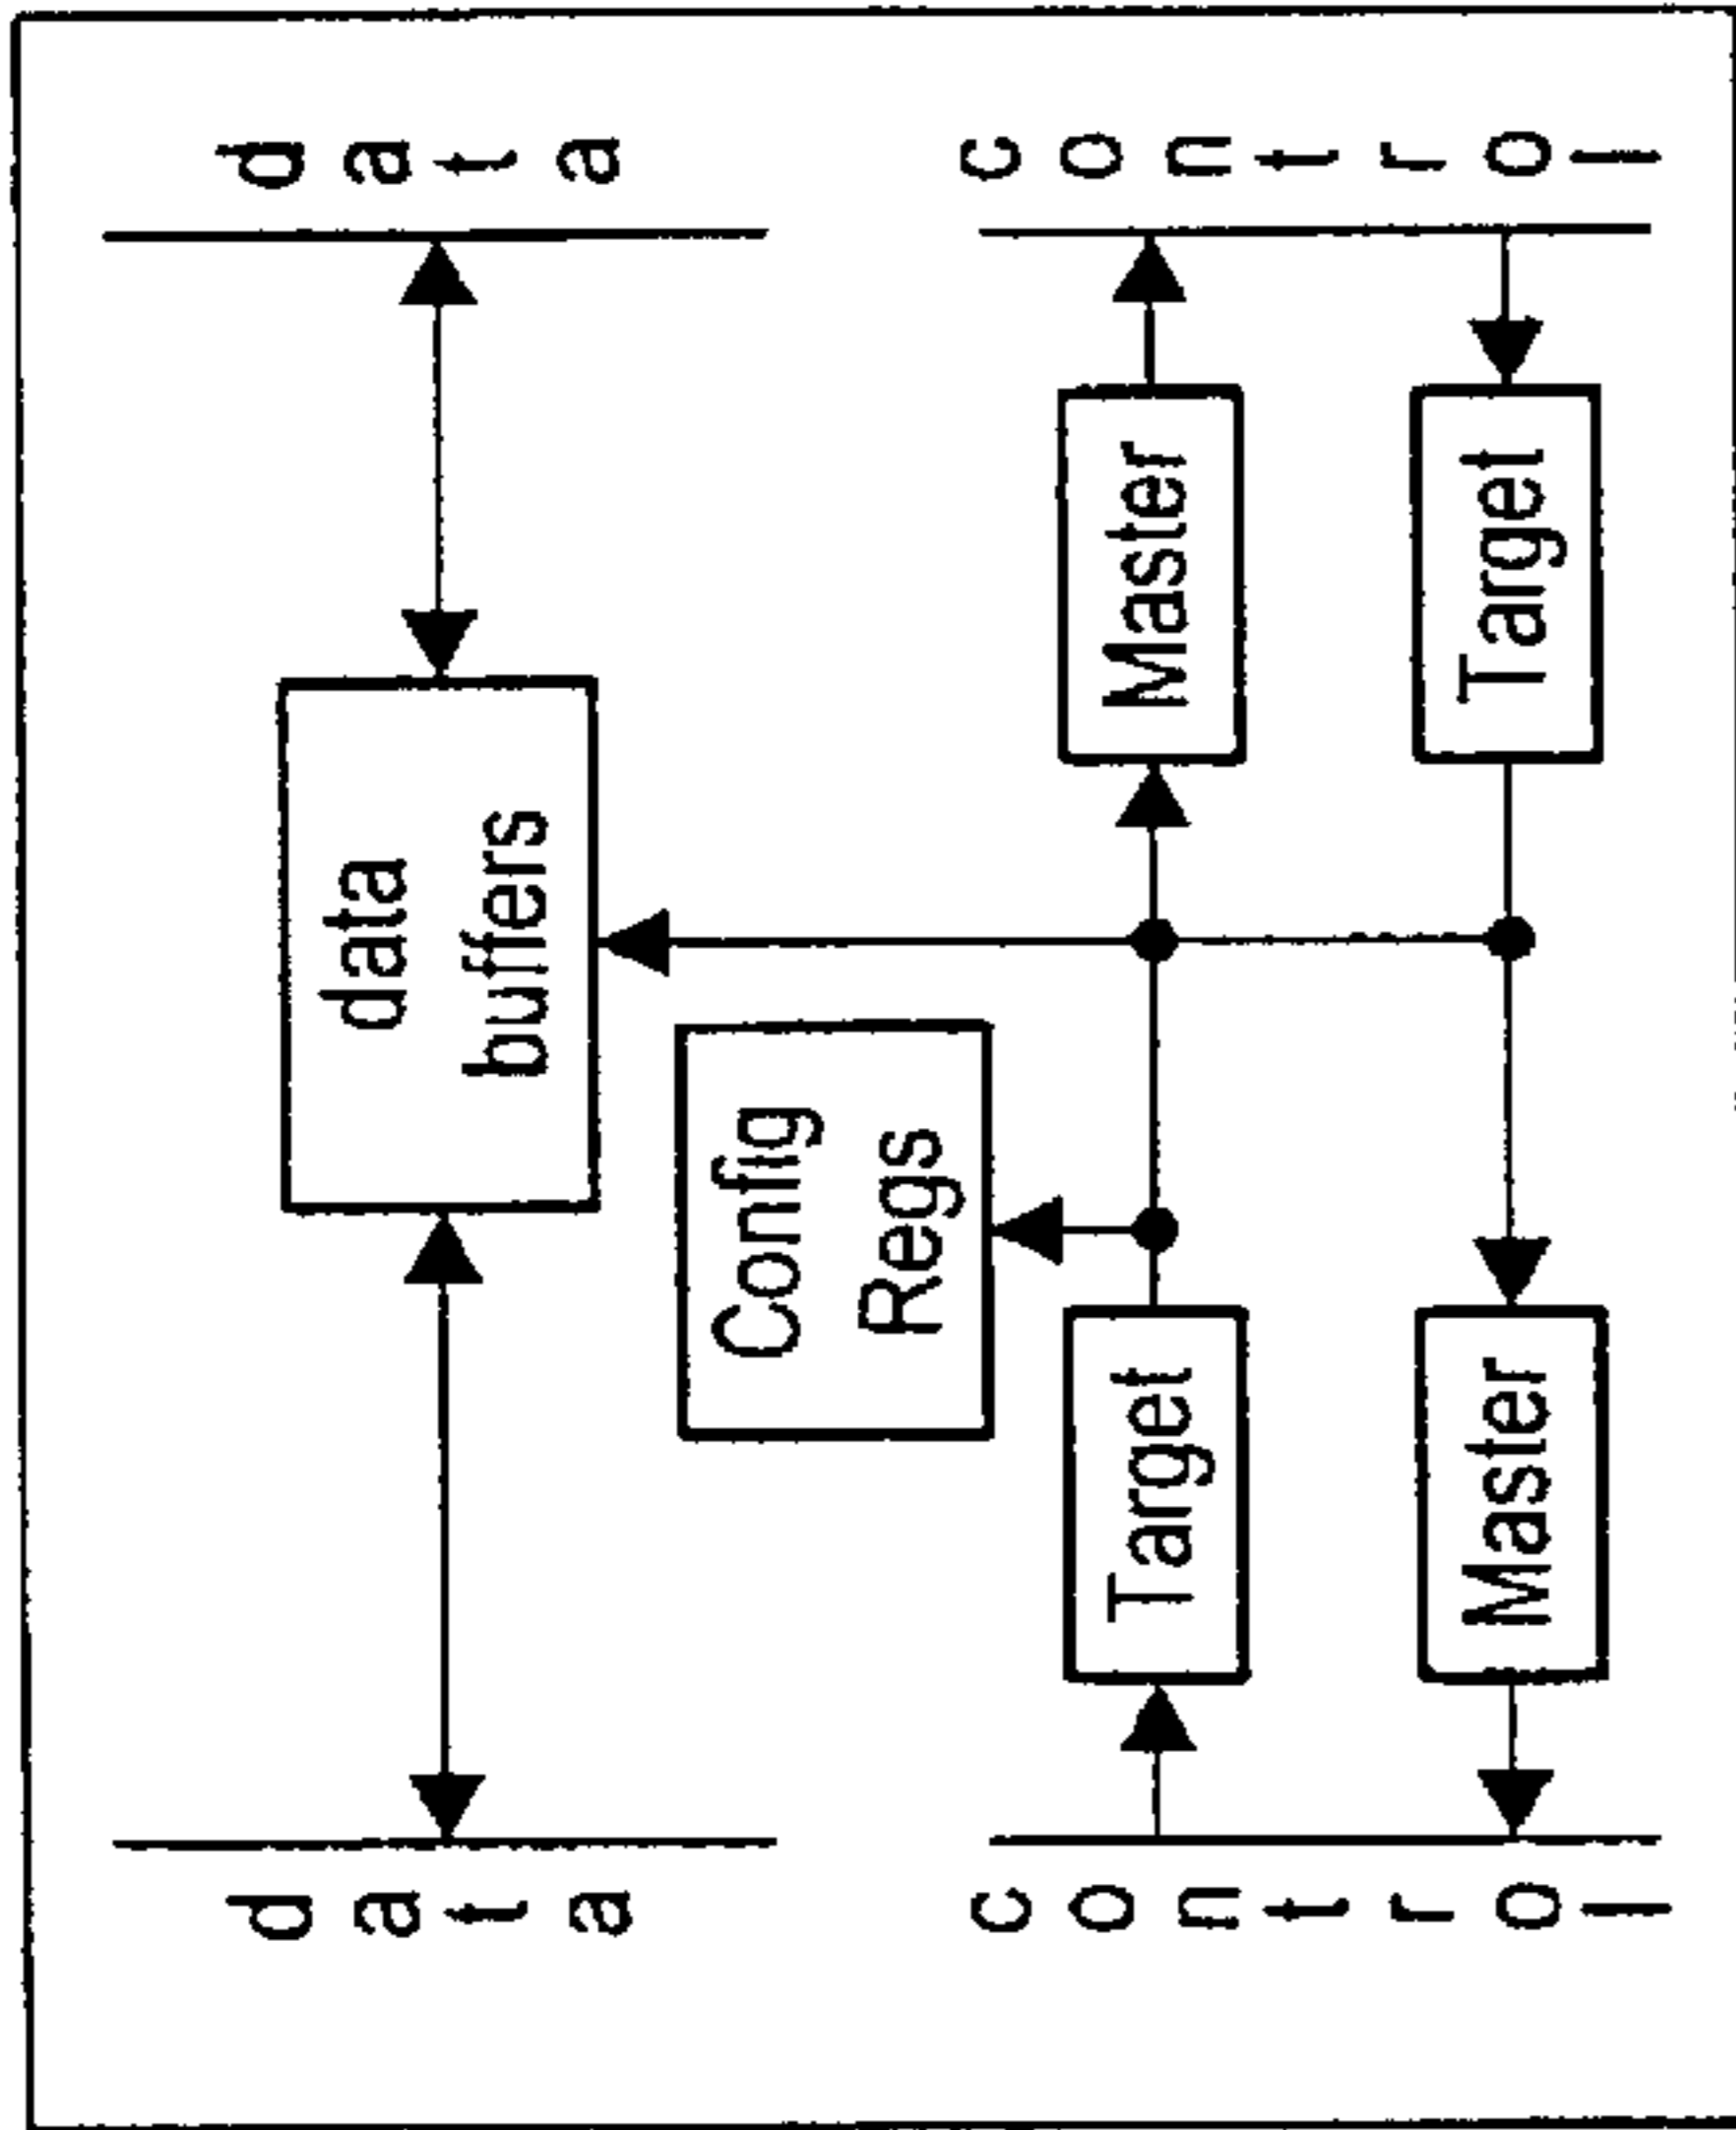 data
data
buffers
data
Config
Regs
control
Target
Master
control
Master
Target